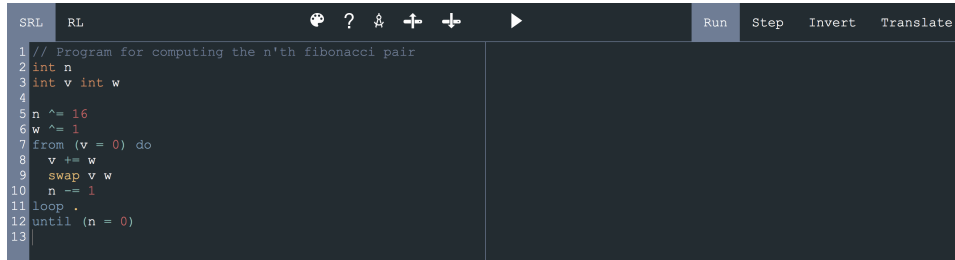 SRL RL ? Run Step Invert Translate
1 // Program for computing the n'th fibonacci pair
2 int n
3 int v int w
4
5 n ^= 16
6 w ^= 1
7 from (v = 0) do
8   v += w
9   swap v w
10   n -= 1
11 loop .
12 until (n = 0)
13